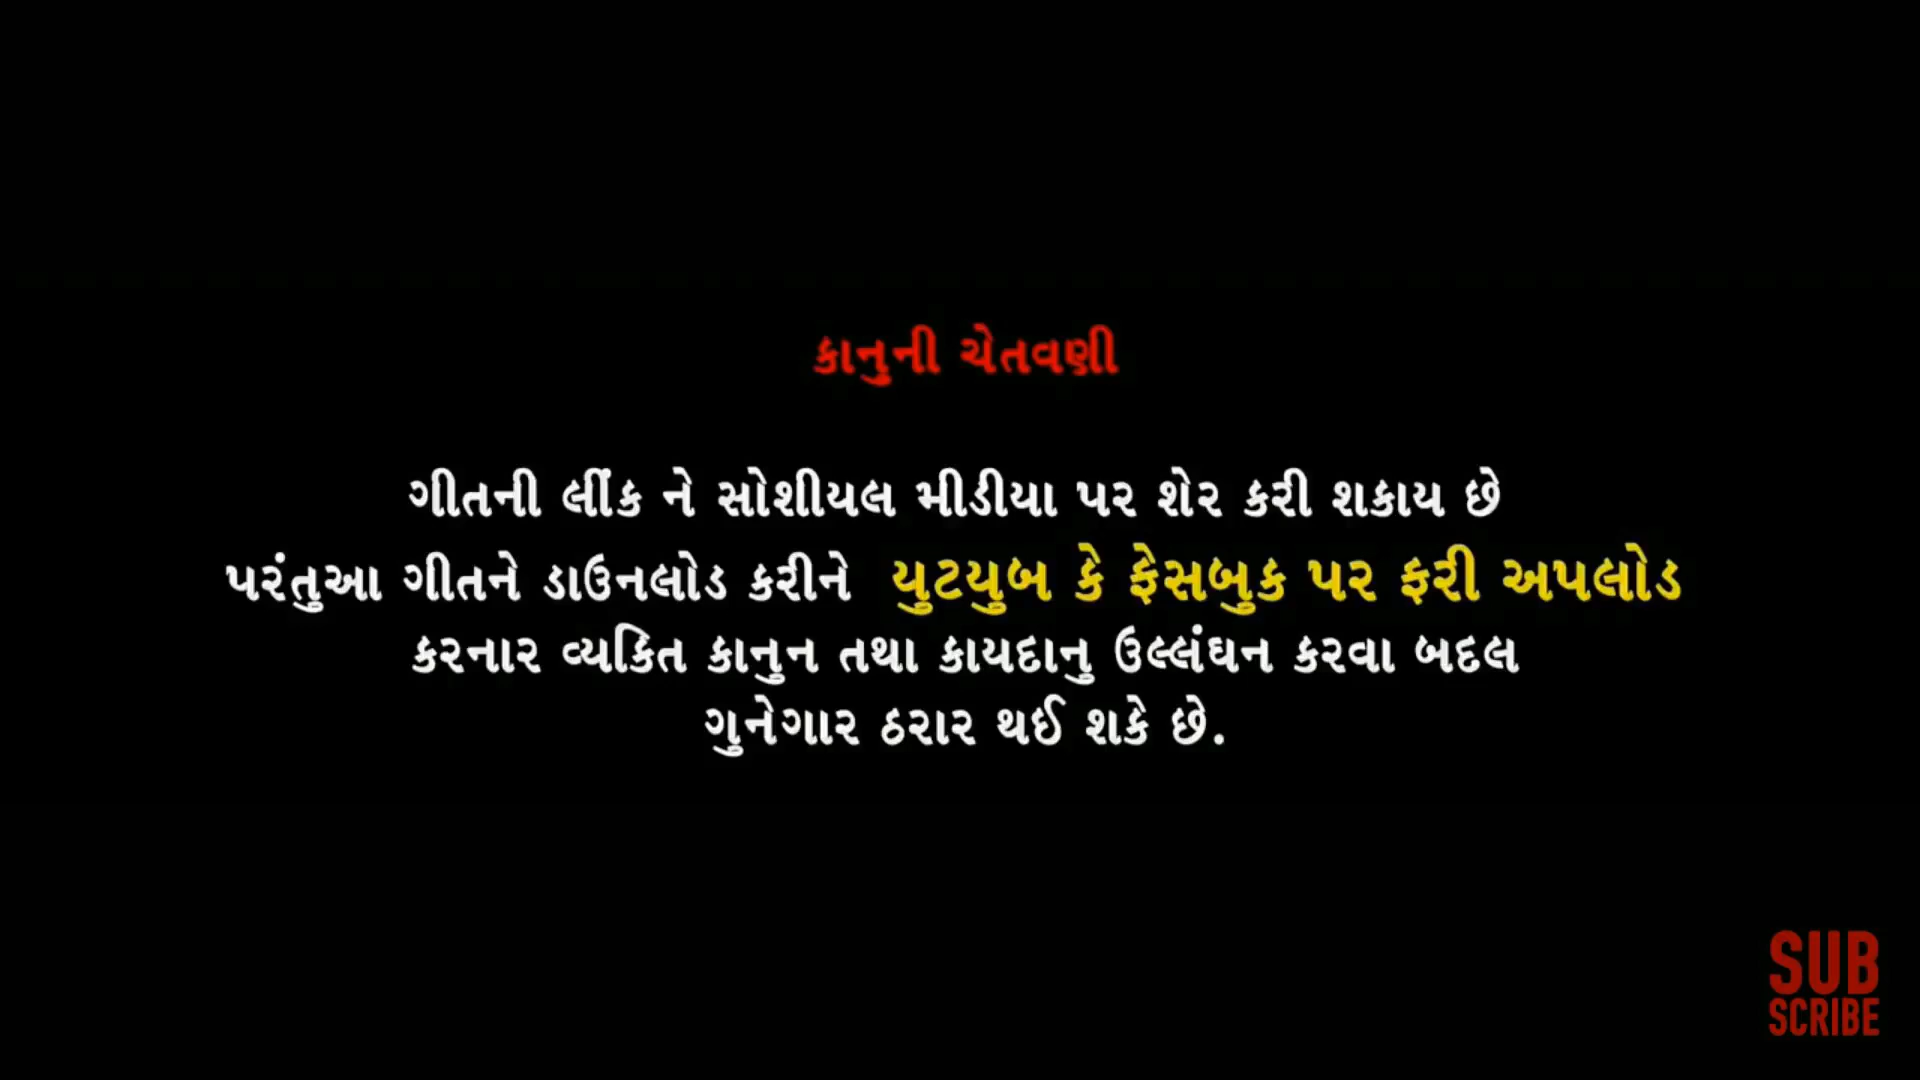 કાનુની ચેતવણી
ગીતની લીંક ને સોશીયલ મીડીયા પર શેર કરી શકાય છે
પરંતુઆ ગીતને ડાઉનલોડ કરીને યુટયુબ કે ફેસબુક પર ફરી અપલોડ
કરનાર વ્યકિત કાનુન તથા કાયદાનુ ઉલ્લંઘન કરવા બદલ
ગુનેગાર ઠરાર થઈ શકે છે.
SUB
SCRIBE